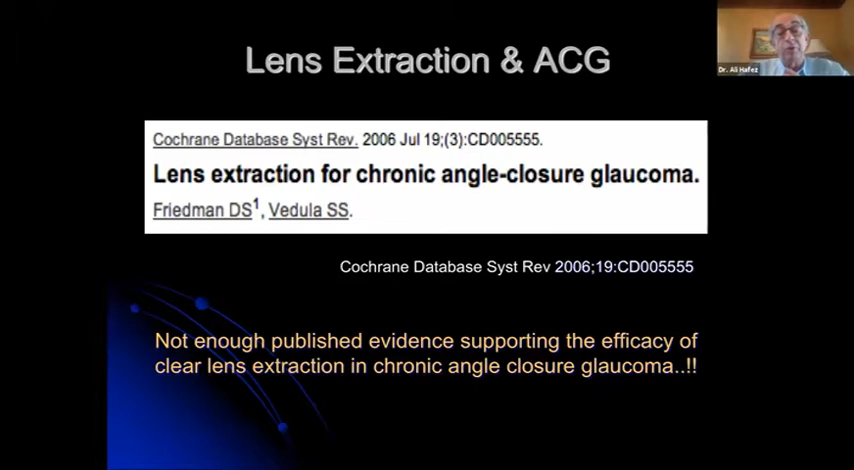 Lens Extraction & ACG
Dr. Ali Hafez
Cochrane Database Syst Rev. 2006 Jul 19;(3):CD005555.
Lens extraction for chronic angle-closure glaucoma.
Friedman DS1, Vedula SS.
Cochrane Database Syst Rev 2006;19:CD005555
Not enough published evidence supporting the efficacy of
clear lens extraction in chronic angle closure glaucoma..!!